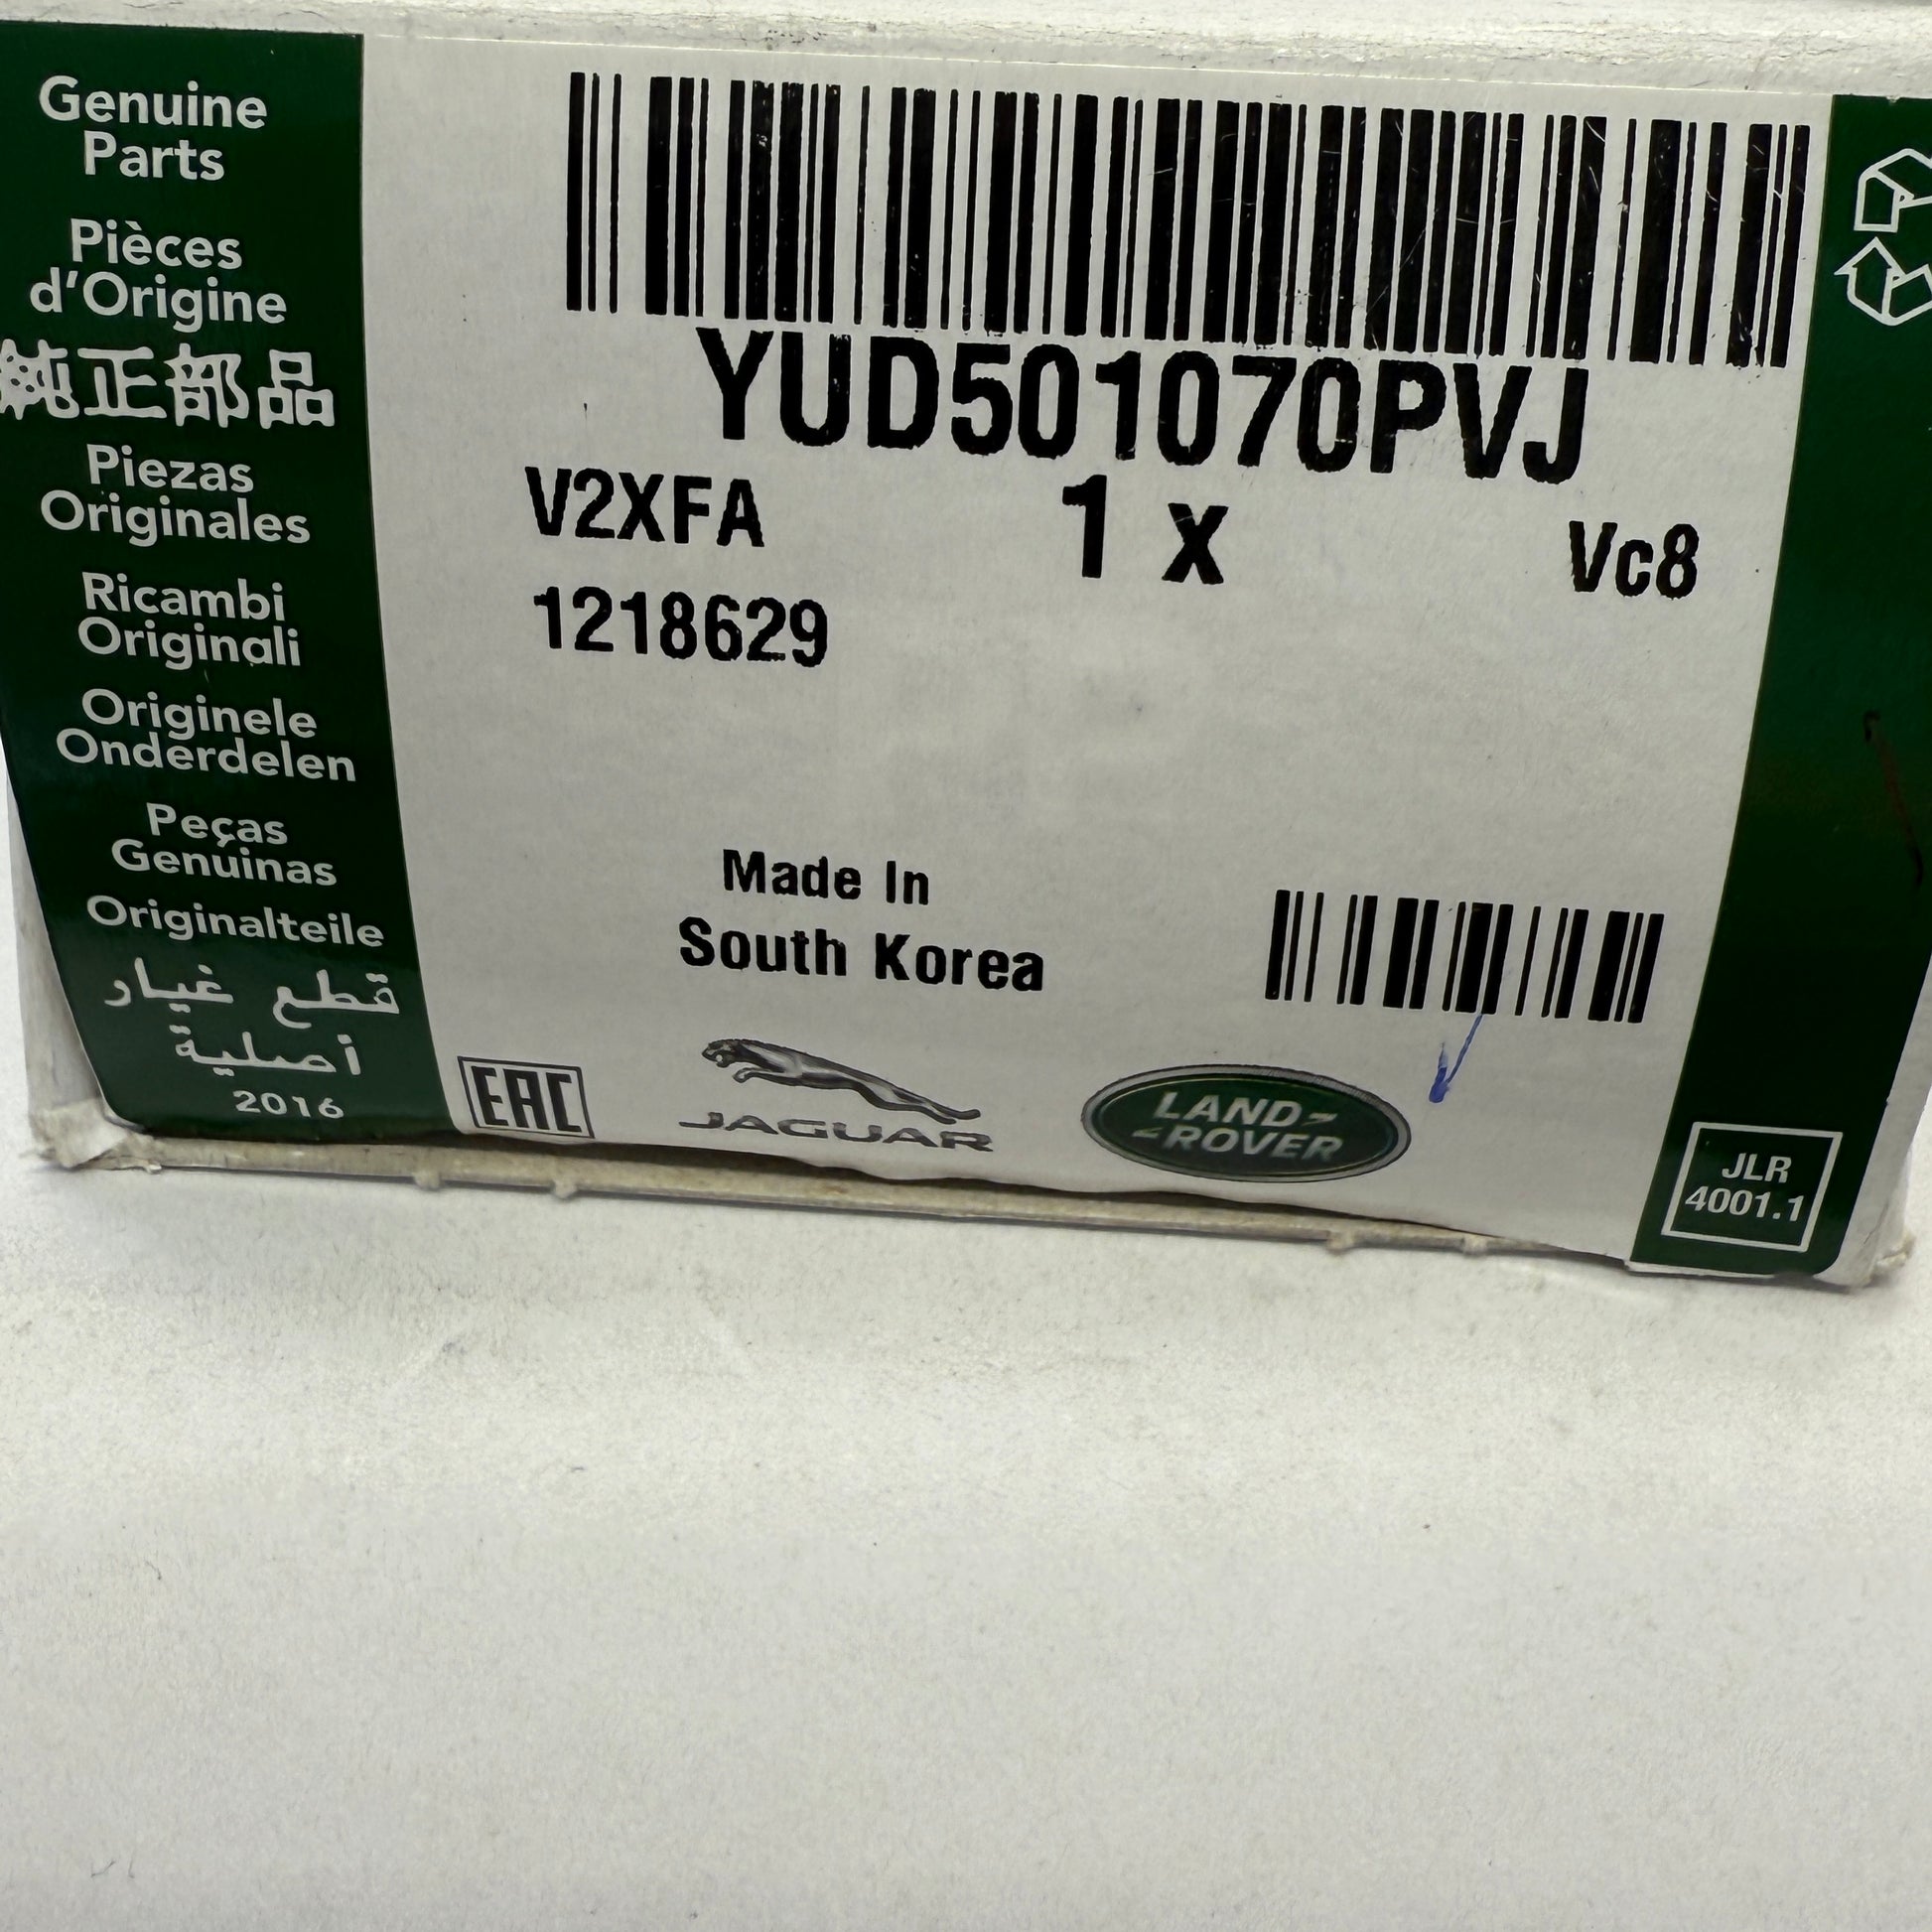 Genuine
Parts
Pièces
d'Origine
純正部品
Piezas
Originales
Ricambi
Originali
Originele
Onderdelen
Peças
Genuinas
Originalteile
قطع غيار
أصلية
2016
YUD501070PVJ
V2XFA 1 x Vc8
1218629
Made In
South Korea
EAC
JAGUAR
LAND-
-ROVER
JLR
4001.1